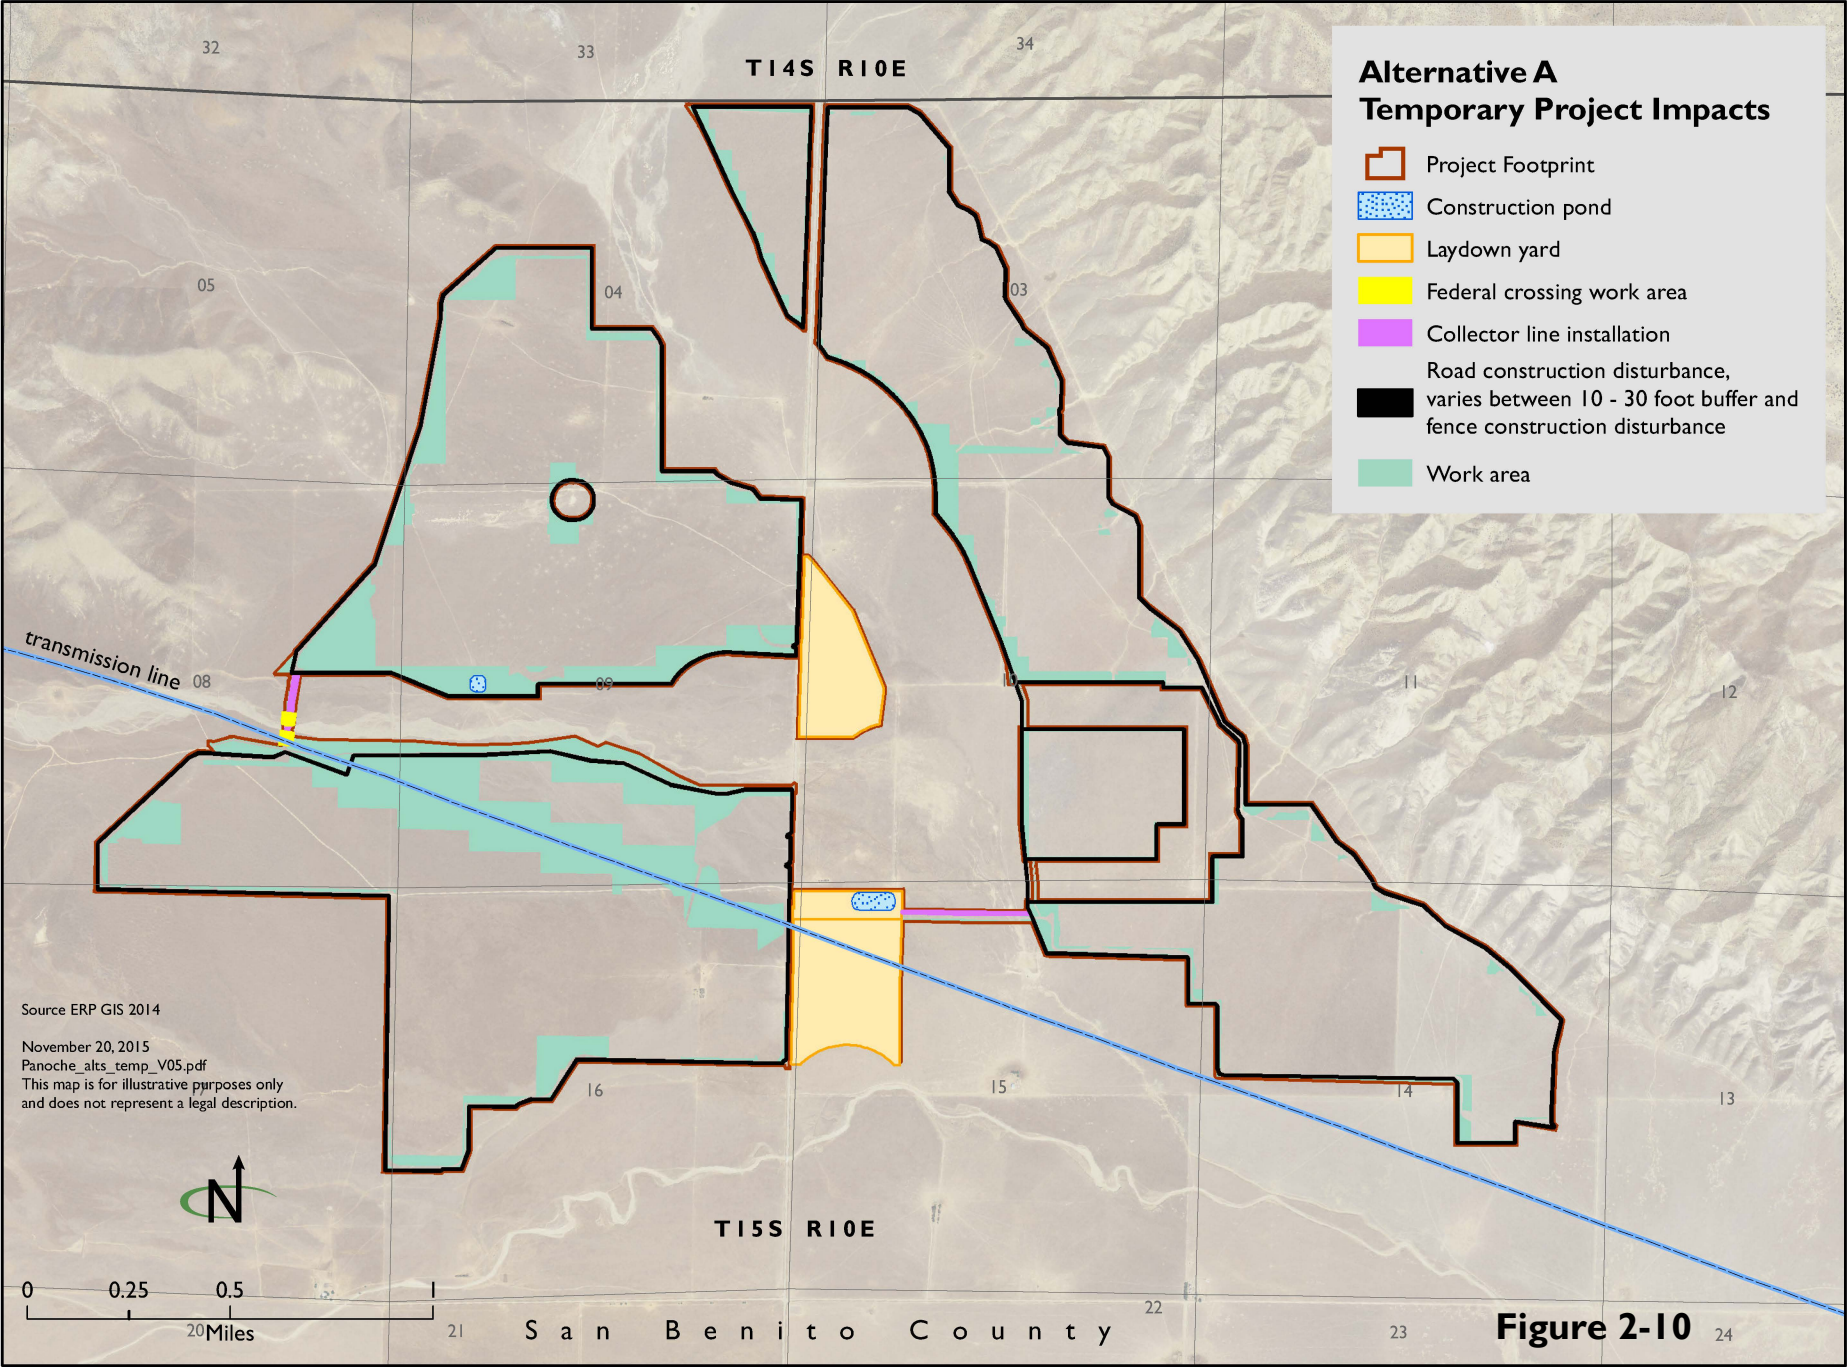 32
33
34
T14S R10E
Alternative A
Temporary Project Impacts
Project Footprint
Construction pond
Laydown yard
Federal crossing work area
Collector line installation
Road construction disturbance,
varies between 10 - 30 foot buffer and
fence construction disturbance
Work area
05
04
03
transmission line
08
09
10
11
12
Source ERP GIS 2014
November 20, 2015
Panoche_alts_temp_V05.pdf
This map is for illustrative purposes only
and does not represent a legal description.
17
16
15
14
13
N
T15S R10E
0 0.25 0.5 1
Miles
20
21
22
23
24
San Benito County
Figure 2-10